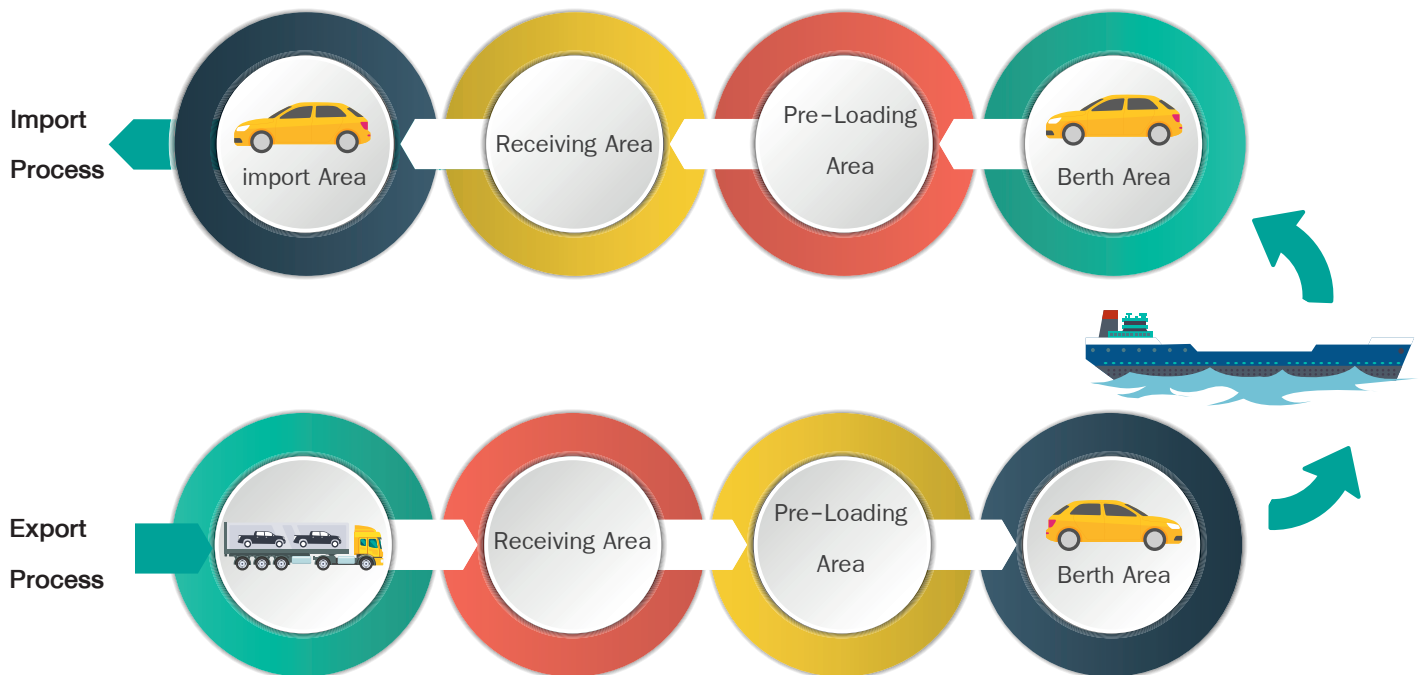 Import
Process
import Area
Receiving Area
Pre-Loading
Area
Berth Area
Export
Process
Receiving Area
Pre-Loading
Area
Berth Area